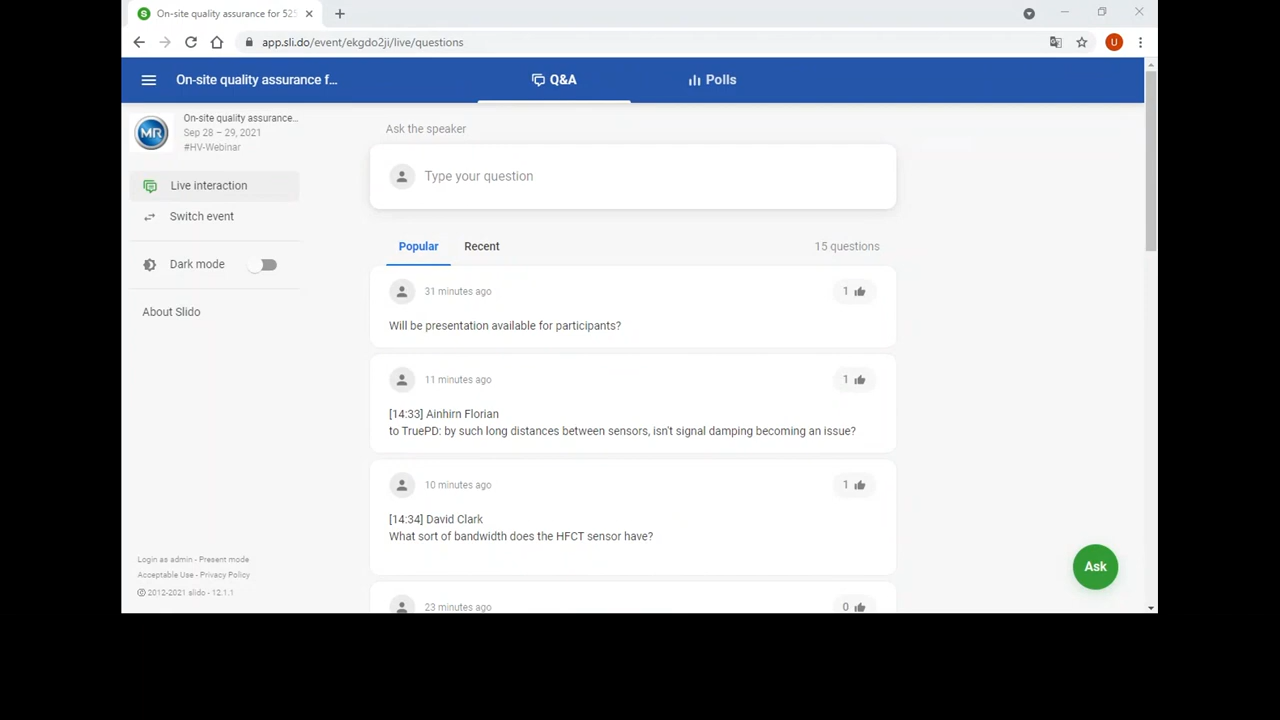 On-site quality assurance for 525
app.sli.do/event/ekgdo2ji/live/questions
U
On-site quality assurance f...
Q&A
Polls
MR
On-site quality assurance...
Sep 28 – 29, 2021
#HV-Webinar
Live interaction
Switch event
Dark mode
About Slido
Ask the speaker
Type your question
Popular
Recent
15 questions
31 minutes ago
1
Will be presentation available for participants?
11 minutes ago
1
[14:33] Ainhirn Florian
to TruePD: by such long distances between sensors, isn't signal damping becoming an issue?
10 minutes ago
1
[14:34] David Clark
What sort of bandwidth does the HFCT sensor have?
23 minutes ago
0
Login as admin - Present mode
Acceptable Use - Privacy Policy
© 2012-2021 slido - 12.1.1
Ask